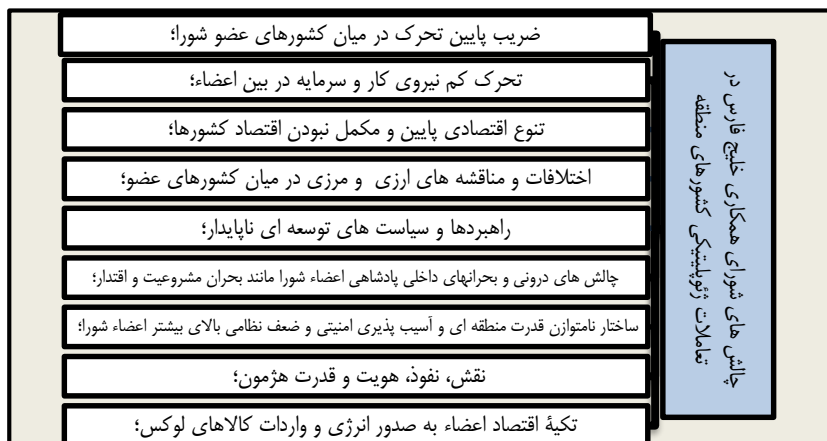 چالش های شورای همکاری خلیج فارس در
تعاملات ژئوپلیتیکی کشورهای منطقه
ضریب پایین تحرک در میان کشورهای عضو شورا؛
تحرک کم نیروی کار و سرمایه در بین اعضاء؛
تنوع اقتصادی پایین و مکمل نبودن اقتصاد کشورها؛
اختلافات و مناقشه های ارزی و مرزی در میان کشورهای عضو؛
راهبردها و سیاست های توسعه ای ناپایدار؛
چالش های درونی و بحرانهای داخلی پادشاهی اعضاء شورا مانند بحران مشروعیت و اقتدار؛
ساختار نامتوازن قدرت منطقه ای و آسیب پذیری امنیتی و ضعف نظامی بالای بیشتر اعضاء شورا؛
نقش، نفوذ، هویت و قدرت هژمون؛
تکیۀ اقتصاد اعضاء به صدور انرژی و واردات کالاهای لوکس؛